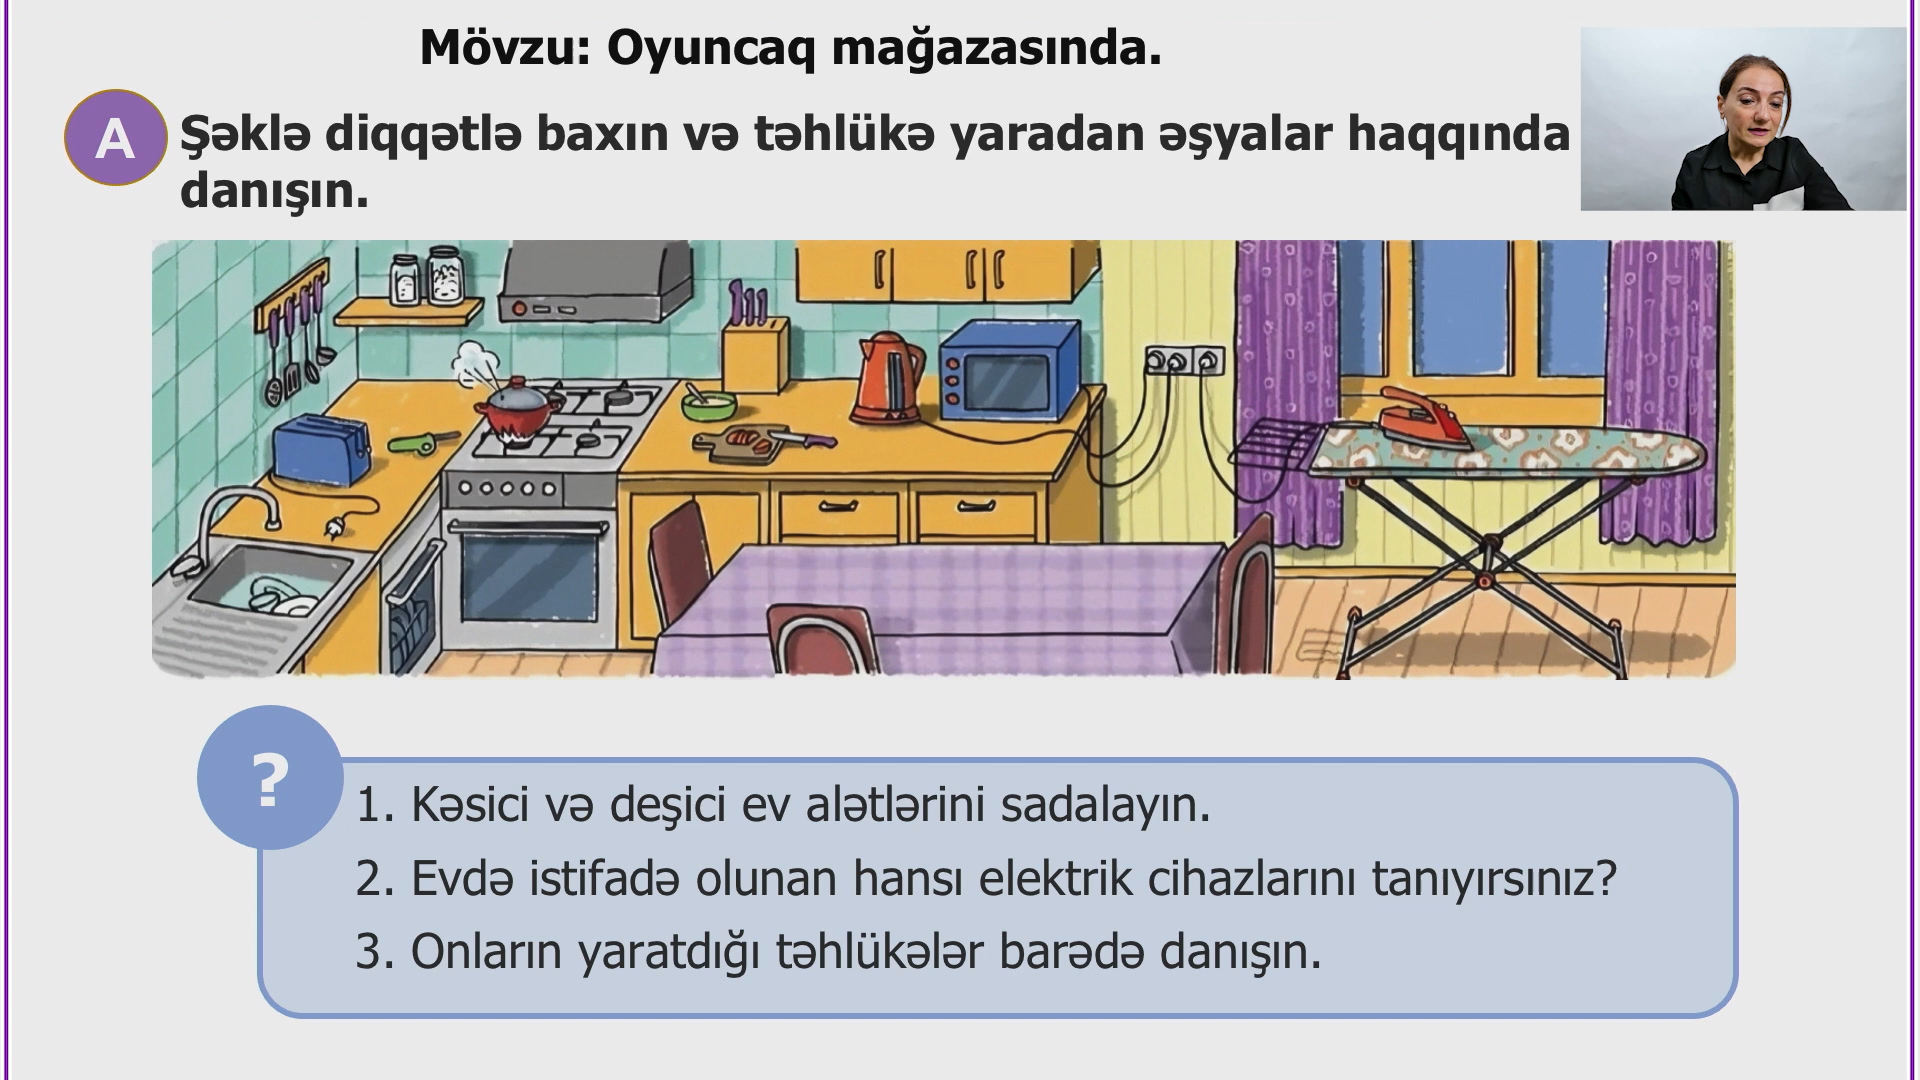 Mövzu: Oyuncaq mağazasında.
A
Şəklə diqqətlə baxın və təhlükə yaradan əşyalar haqqında
danışın.
?
1. Kəsici və deşici ev alətlərini sadalayın.
2. Evdə istifadə olunan hansı elektrik cihazlarını tanıyırsınız?
3. Onların yaratdığı təhlükələr barədə danışın.